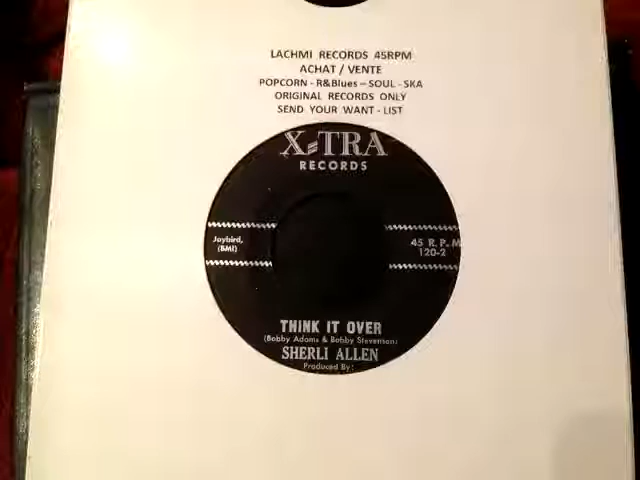 LACHMI RECORDS 45RPM
ACHAT / VENTE
POPCORN - R&Blues - SOUL - SKA
ORIGINAL RECORDS ONLY
SEND YOUR WANT - LIST
X-TRA
RECORDS
Joybird,
(BMI)
45 R.P.M
120-2
THINK IT OVER
(Bobby Adams & Bobby Stevenson)
SHERLI ALLEN
Produced By: